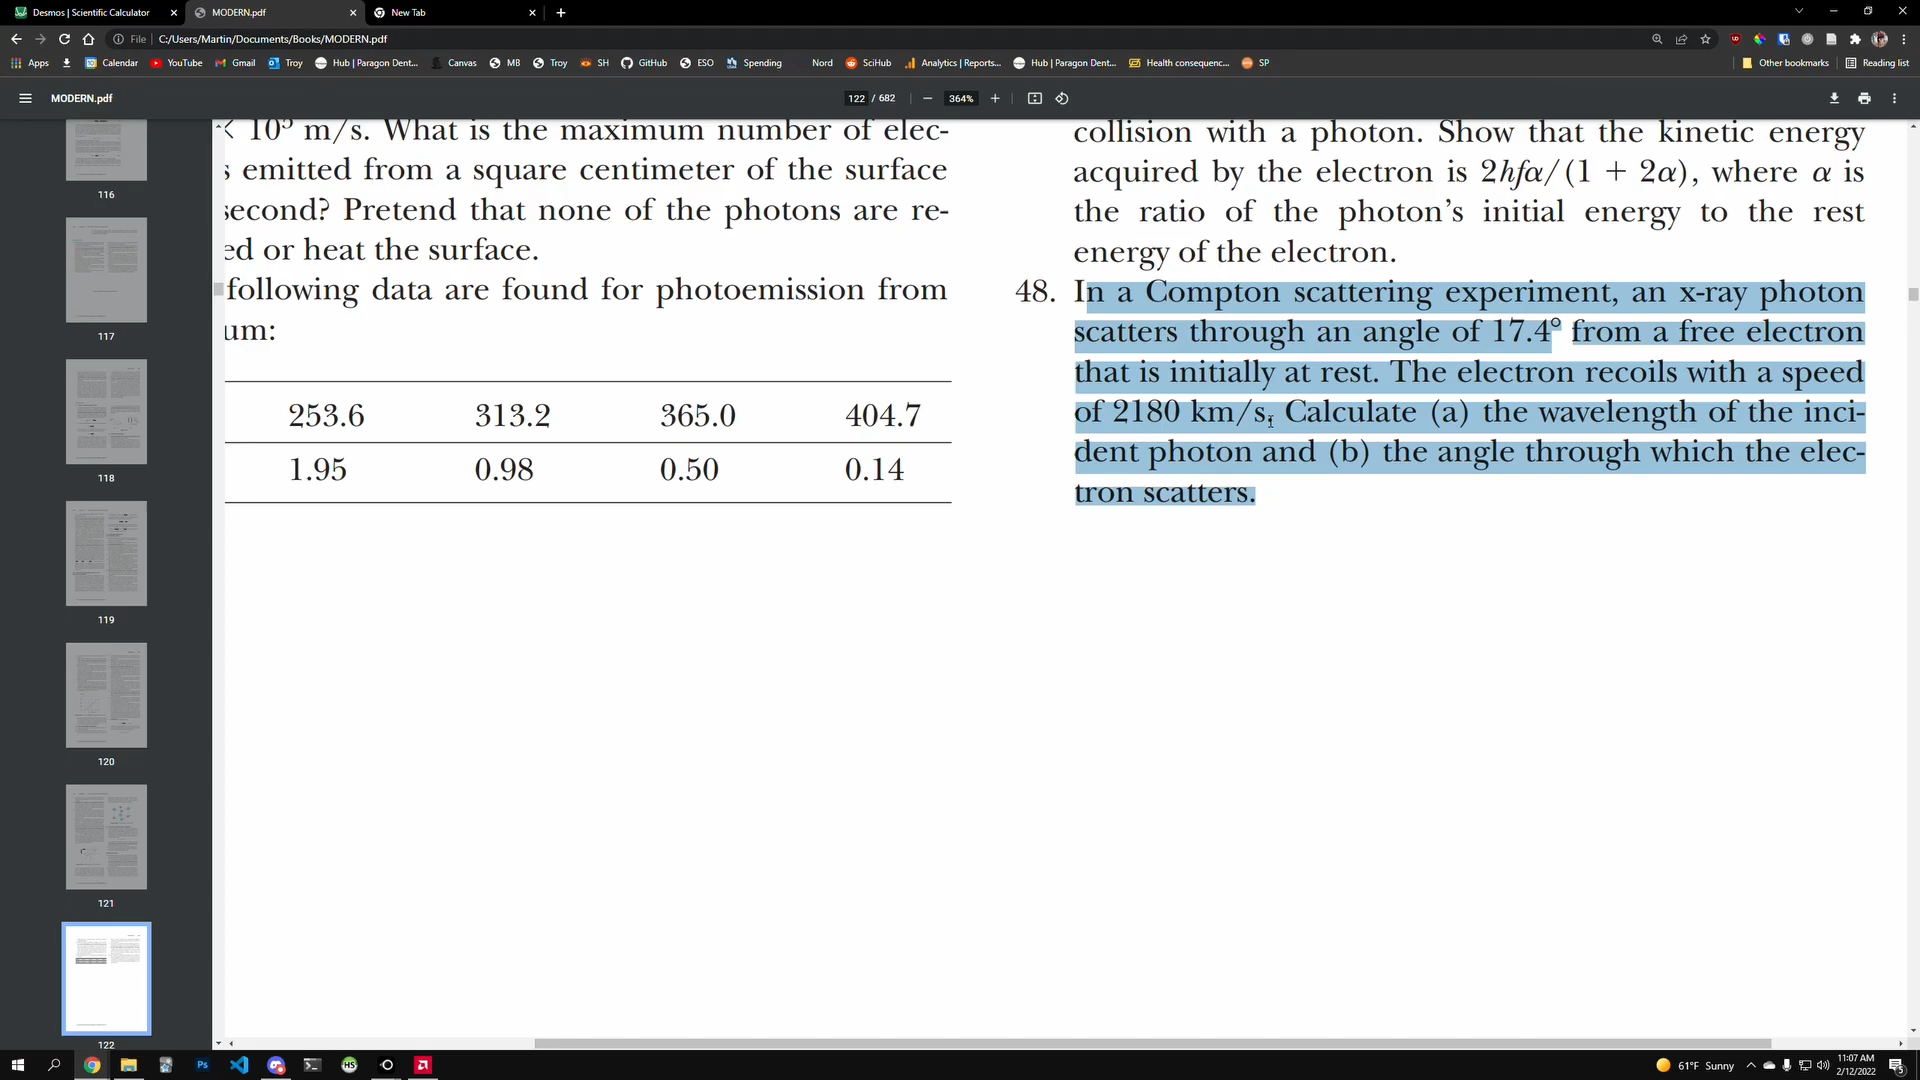 Desmos | Scientific Calculator
MODERN.pdf
New Tab
File
C:/Users/Martin/Documents/Books/MODERN.pdf
Apps
Calendar
YouTube
Gmail
Troy
Hub | Paragon Dent...
Canvas
MB
Troy
SH
GitHub
ESO
Spending
Nord
SciHub
Analytics | Reports...
Hub | Paragon Dent...
Health consequenc...
SP
Other bookmarks
Reading list
MODERN.pdf
122 / 682
364%
116
117
118
119
120
121
122
× 10⁵ m/s. What is the maximum number of elec-
s emitted from a square centimeter of the surface
second? Pretend that none of the photons are re-
ed or heat the surface.
following data are found for photoemission from
um:
253.6 313.2 365.0 404.7
1.95 0.98 0.50 0.14
collision with a photon. Show that the kinetic energy
acquired by the electron is 2hfα/(1 + 2α), where α is
the ratio of the photon's initial energy to the rest
energy of the electron.
48. In a Compton scattering experiment, an x-ray photon
scatters through an angle of 17.4° from a free electron
that is initially at rest. The electron recoils with a speed
of 2180 km/s. Calculate (a) the wavelength of the inci-
dent photon and (b) the angle through which the elec-
tron scatters.
Ps
HS
61°F Sunny
11:07 AM
2/12/2022
5